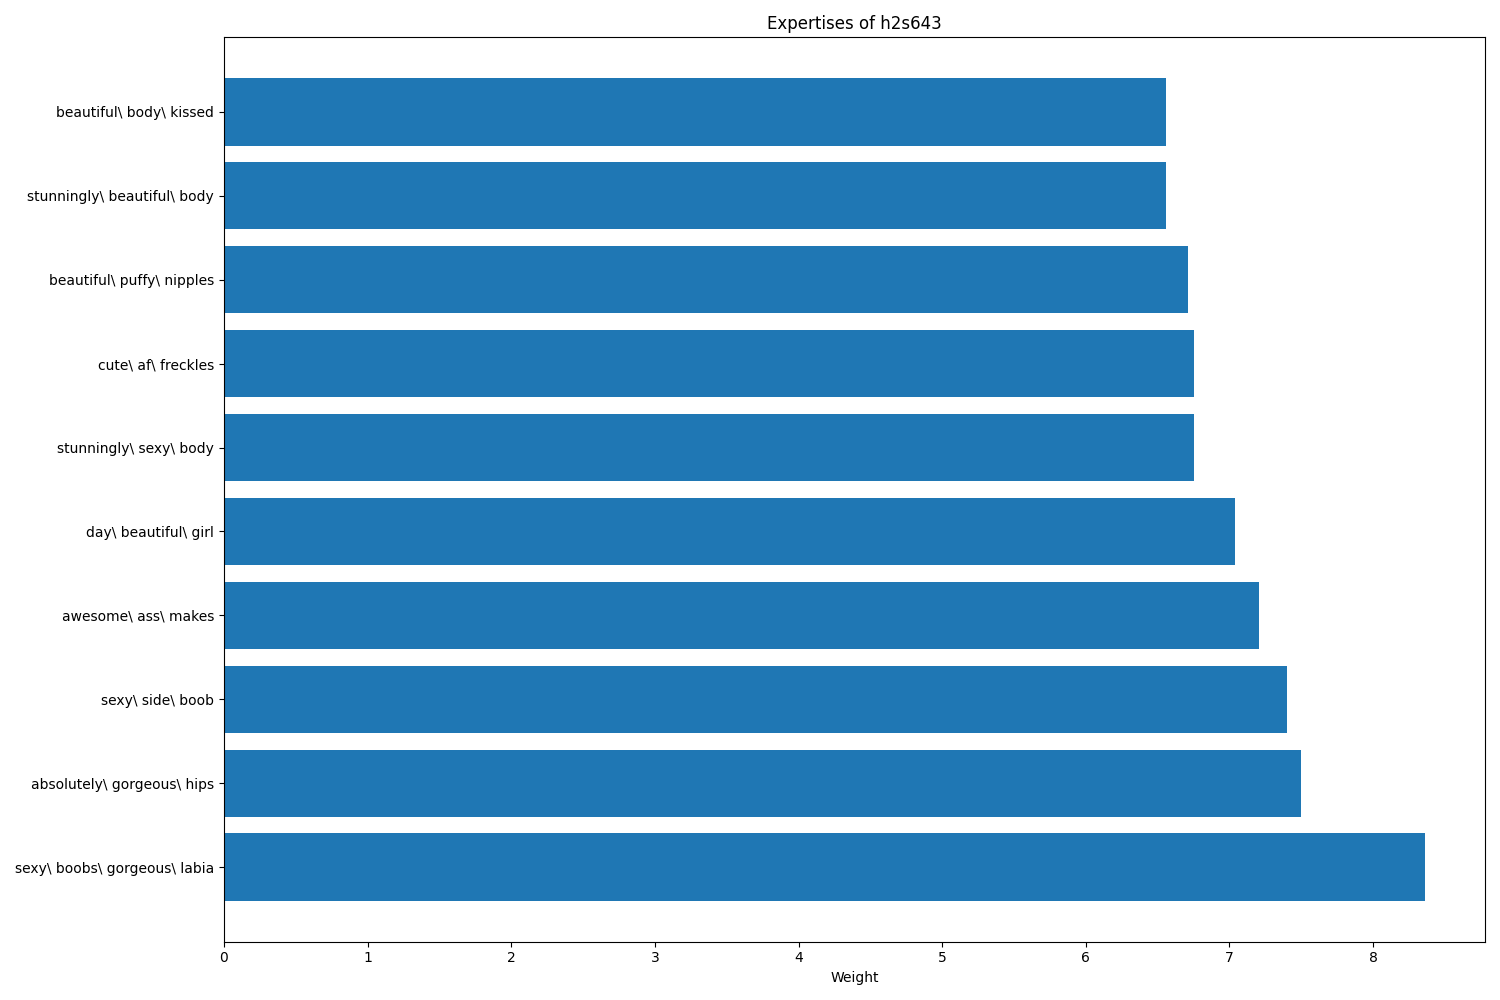 Expertises of h2s643
beautiful\ body\ kissed
stunningly\ beautiful\ body
beautiful\ puffy\ nipples
cute\ af\ freckles
stunningly\ sexy\ body
day\ beautiful\ girl
awesome\ ass\ makes
sexy\ side\ boob
absolutely\ gorgeous\ hips
sexy\ boobs\ gorgeous\ labia
0 1 2 3 4 5 6 7 8
Weight